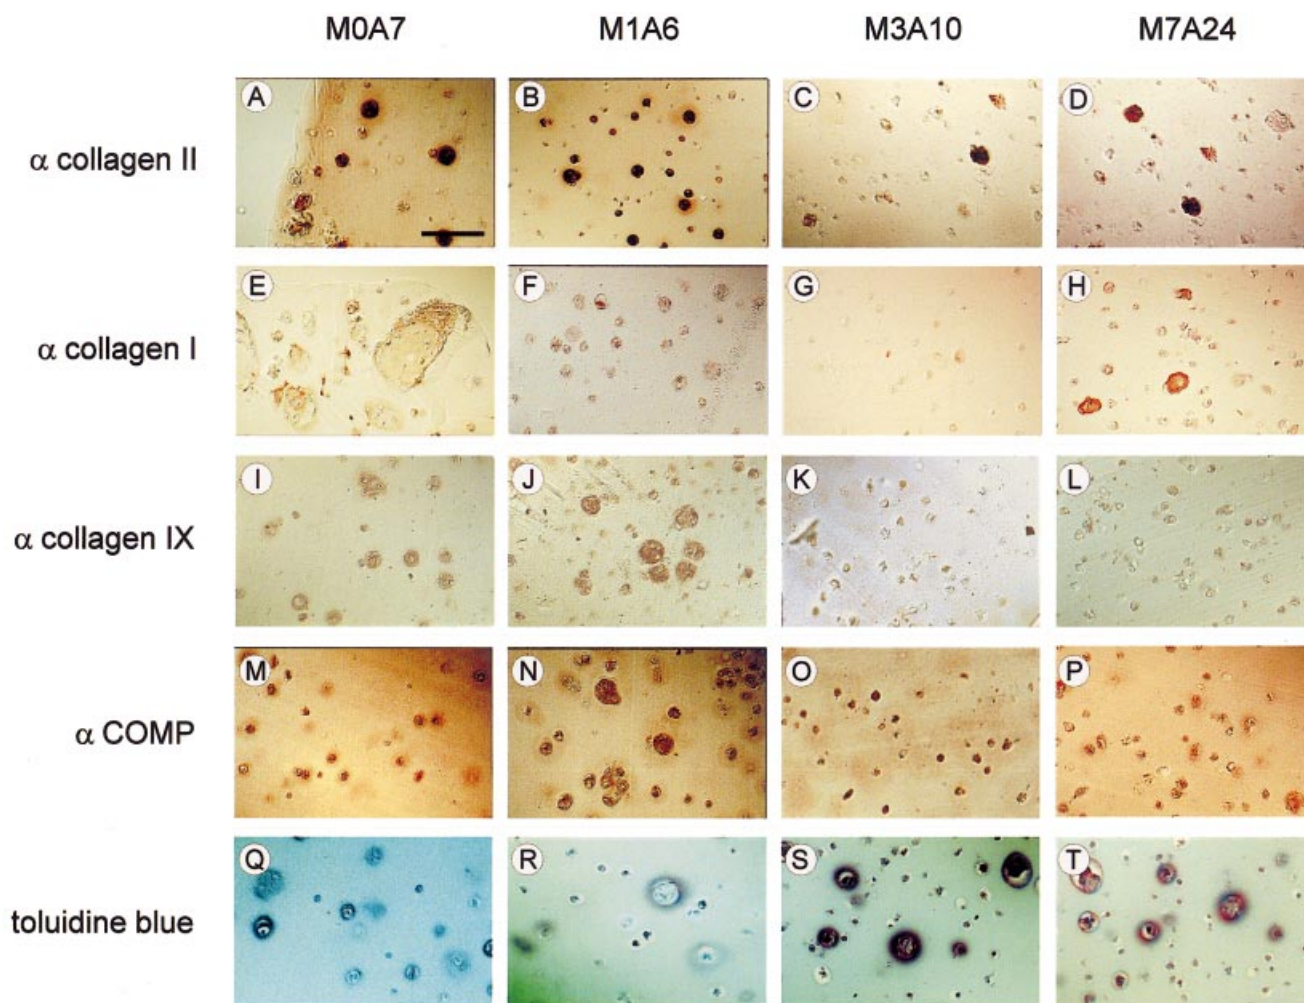 M0A7 M1A6 M3A10 M7A24
α collagen II A B C D
α collagen I E F G H
α collagen IX I J K L
α COMP M N O P
toluidine blue Q R S T